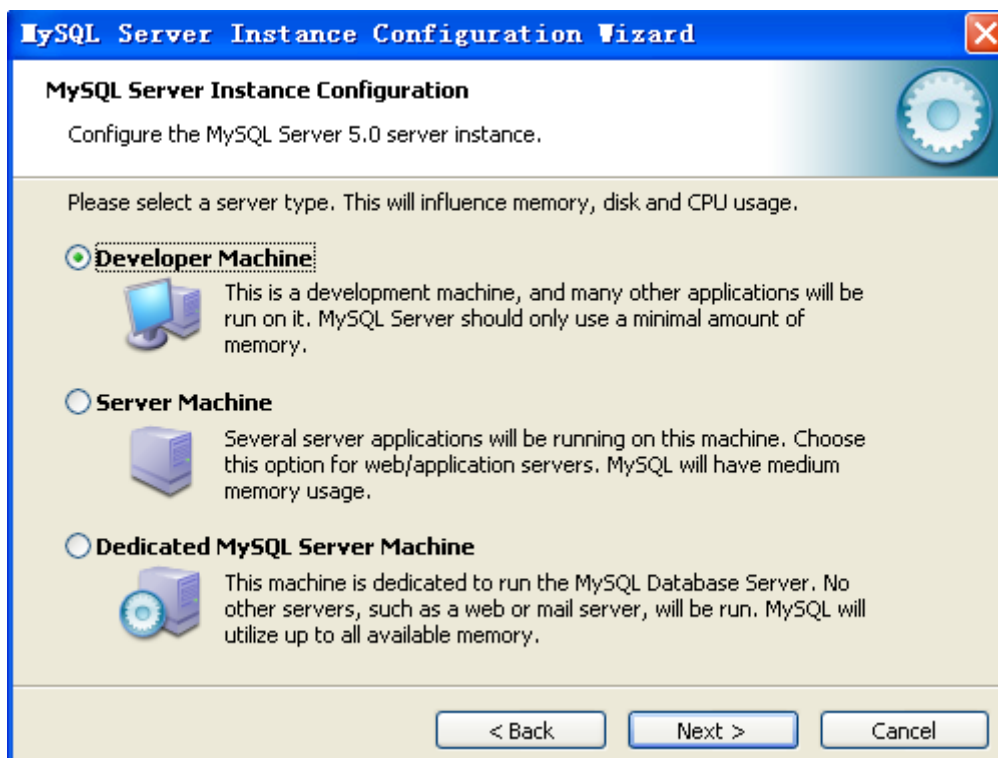 MySQL Server Instance Configuration Wizard
MySQL Server Instance Configuration
Configure the MySQL Server 5.0 server instance.
Please select a server type. This will influence memory, disk and CPU usage.
Developer Machine
This is a development machine, and many other applications will be
run on it. MySQL Server should only use a minimal amount of
memory.
Server Machine
Several server applications will be running on this machine. Choose
this option for web/application servers. MySQL will have medium
memory usage.
Dedicated MySQL Server Machine
This machine is dedicated to run the MySQL Database Server. No
other servers, such as a web or mail server, will be run. MySQL will
utilize up to all available memory.
< Back Next > Cancel